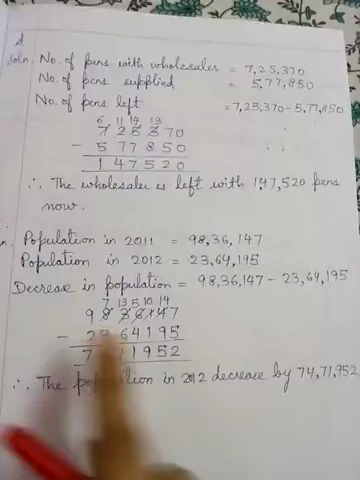 Soln. No. of pens with wholesaler = 7,25,370
No. of pens supplied = 5,77,850
No. of pens left = 7,25,370 - 5,77,850
6 11 14 13
7 2 5 3 7 0
- 5 7 7 8 5 0
1 4 7 5 2 0
∴ The wholesaler is left with 147,520 pens
now.
Population in 2011 = 98,36,147
Population in 2012 = 23,64,195
Decrease in population = 98,36,147 - 23,64,195
7 13 5 10 14
9 8 3 6 1 4 7
- 2 3 6 4 1 9 5
7 1 9 5 2
∴ The population in 2012 decrease by 74,71,952